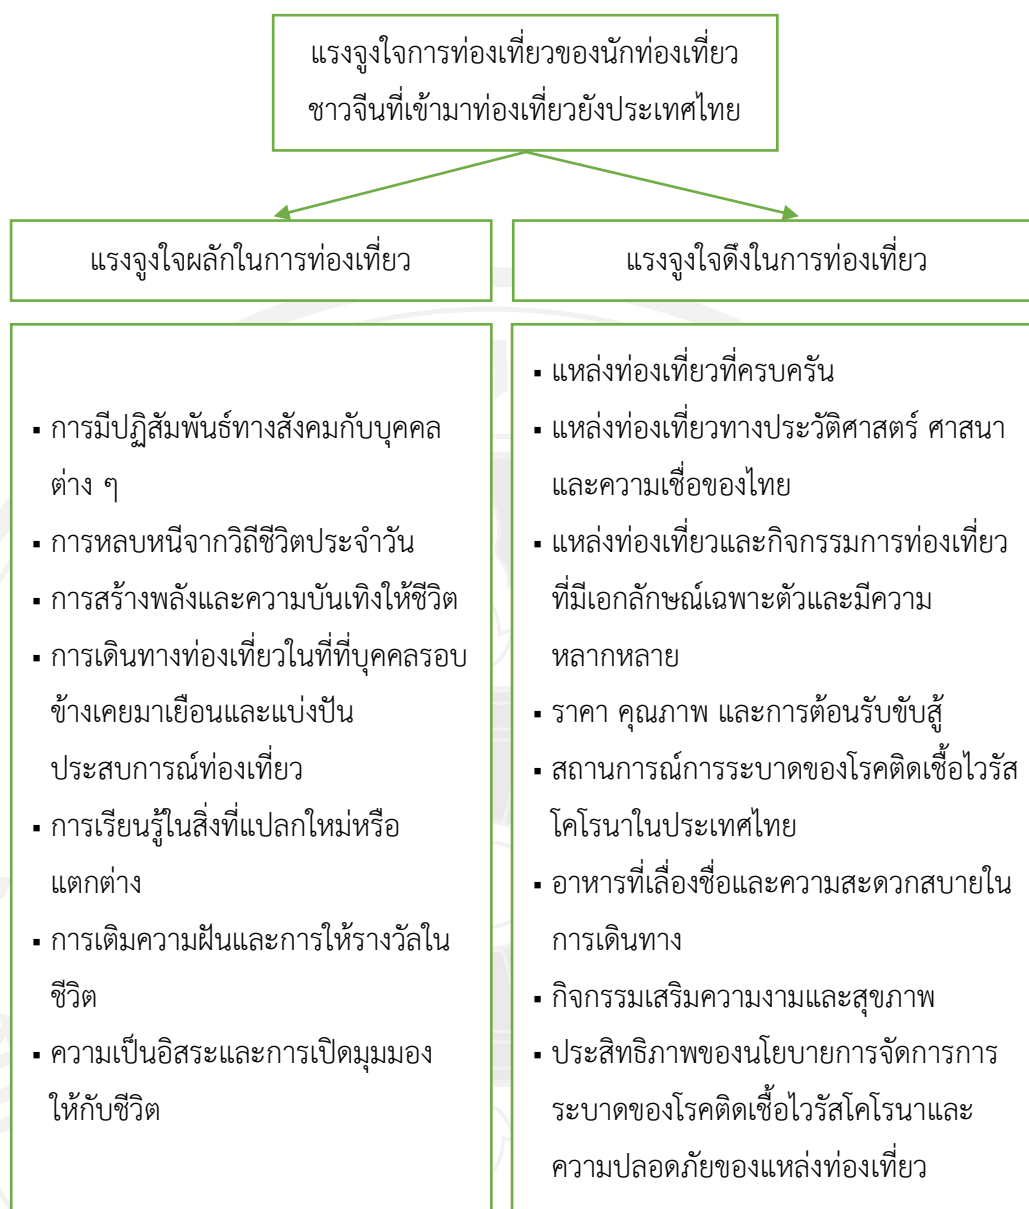 แรงจูงใจการท่องเที่ยวของนักท่องเที่ยว
ชาวจีนที่เข้ามาท่องเที่ยวยังประเทศไทย
แรงจูงใจผลักในการท่องเที่ยว
แรงจูงใจดึงในการท่องเที่ยว
▪ การมีปฏิสัมพันธ์ทางสังคมกับบุคคล
ต่าง ๆ
▪ การหลบหนีจากวิถีชีวิตประจำวัน
▪ การสร้างพลังและความบันเทิงให้ชีวิต
▪ การเดินทางท่องเที่ยวในที่ที่บุคคลรอบ
ข้างเคยมาเยือนและแบ่งปัน
ประสบการณ์ท่องเที่ยว
▪ การเรียนรู้ในสิ่งที่แปลกใหม่หรือ
แตกต่าง
▪ การเติมความฝันและการให้รางวัลใน
ชีวิต
▪ ความเป็นอิสระและการเปิดมุมมอง
ให้กับชีวิต
▪ แหล่งท่องเที่ยวที่ครบครัน
▪ แหล่งท่องเที่ยวทางประวัติศาสตร์ ศาสนา
และความเชื่อของไทย
▪ แหล่งท่องเที่ยวและกิจกรรมการท่องเที่ยว
ที่มีเอกลักษณ์เฉพาะตัวและมีความ
หลากหลาย
▪ ราคา คุณภาพ และการต้อนรับขับสู้
▪ สถานการณ์การระบาดของโรคติดเชื้อไวรัส
โคโรนาในประเทศไทย
▪ อาหารที่เลื่องชื่อและความสะดวกสบายใน
การเดินทาง
▪ กิจกรรมเสริมความงามและสุขภาพ
▪ ประสิทธิภาพของนโยบายการจัดการการ
ระบาดของโรคติดเชื้อไวรัสโคโรนาและ
ความปลอดภัยของแหล่งท่องเที่ยว